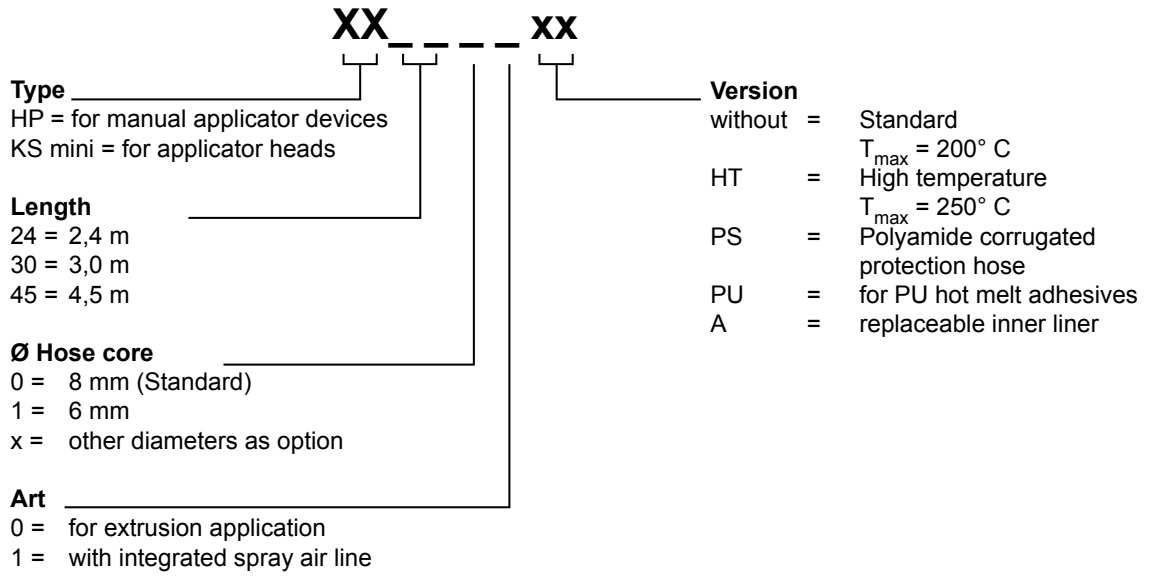 XX_ _ _ _ xx
Type
HP = for manual applicator devices
KS mini = for applicator heads
Length
24 = 2,4 m
30 = 3,0 m
45 = 4,5 m
Ø Hose core
0 = 8 mm (Standard)
1 = 6 mm
x = other diameters as option
Art
0 = for extrusion application
1 = with integrated spray air line
Version
without = Standard
Tmax = 200° C
HT = High temperature
Tmax = 250° C
PS = Polyamide corrugated
protection hose
PU = for PU hot melt adhesives
A = replaceable inner liner